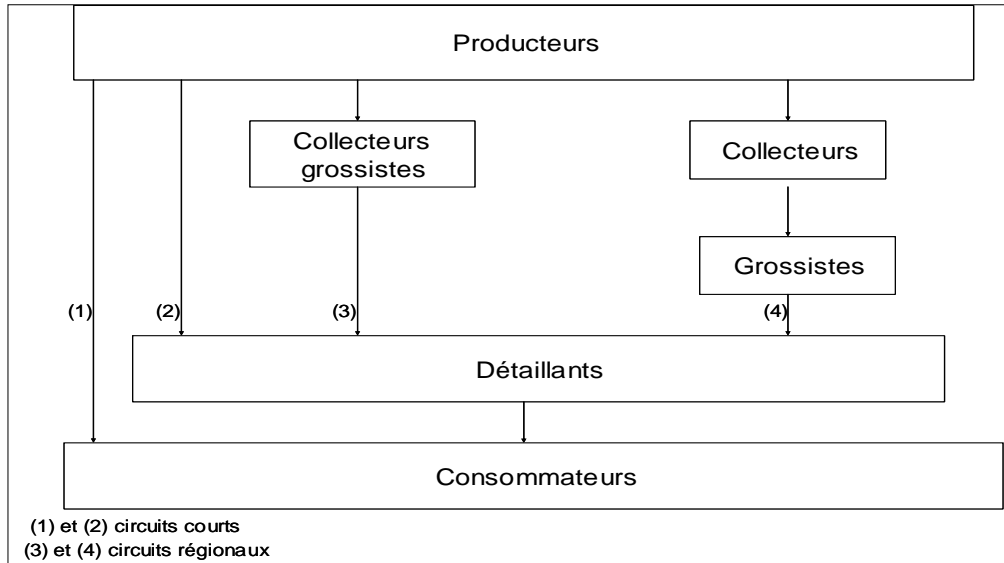 Producteurs
Collecteurs
grossistes
Collecteurs
Grossistes
(1)
(2)
(3)
(4)
Détaillants
Consommateurs
(1) et (2) circuits courts
(3) et (4) circuits régionaux